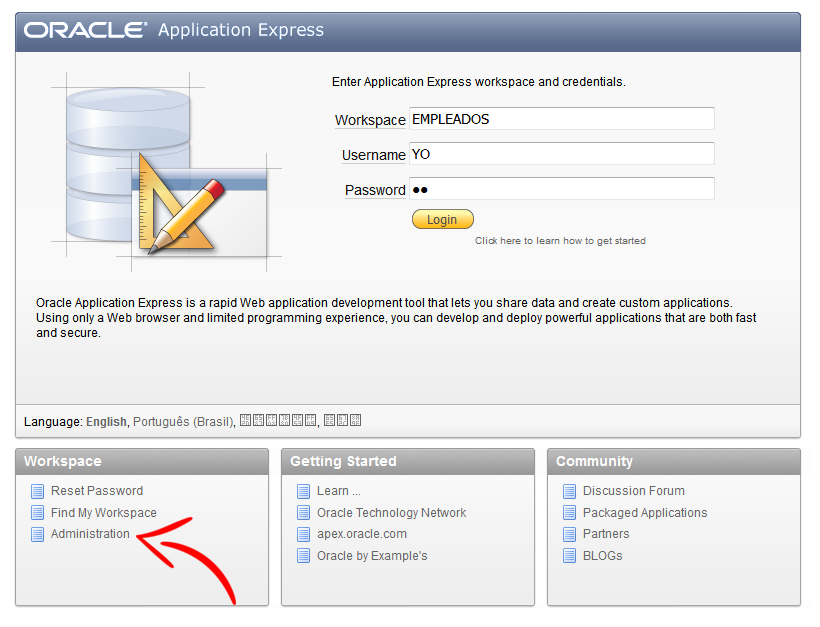 ORACLE® Application Express
Enter Application Express workspace and credentials.
Workspace EMPLEADOS
Username YO
Password ●●
Login
Click here to learn how to get started
Oracle Application Express is a rapid Web application development tool that lets you share data and create custom applications.
Using only a Web browser and limited programming experience, you can develop and deploy powerful applications that are both fast
and secure.
Language: English, Português (Brasil),
Workspace
Reset Password
Find My Workspace
Administration
Getting Started
Learn ...
Oracle Technology Network
apex.oracle.com
Oracle by Example's
Community
Discussion Forum
Packaged Applications
Partners
BLOGs